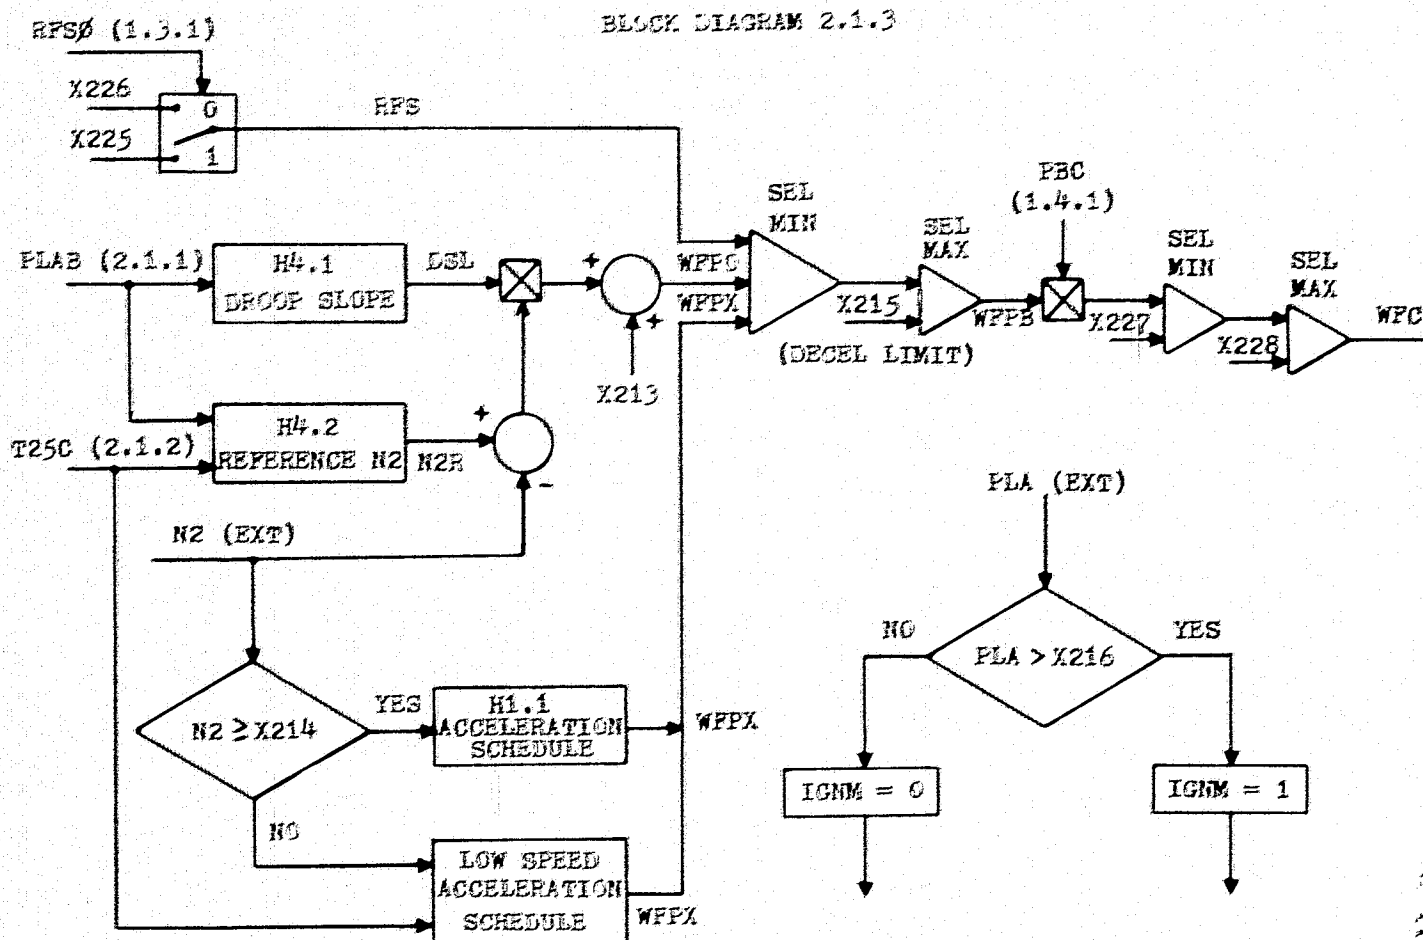 BLOCK DIAGRAM 2.1.3
RFSØ (1.3.1)
X226
0
RFS
X225
1
PBC
(1.4.1)
SEL
MIN
SEL
MAX
SEL
MIN
SEL
MAX
PLAB (2.1.1)
H4.1
DROOP SLOPE
DSL
+
+
WFPG
WFPX
X215
WFPB
X227
X228
WFC
(DECEL LIMIT)
X213
T25C (2.1.2)
H4.2
REFERENCE N2
N2R
+
-
N2 (EXT)
PLA (EXT)
NO
PLA > X216
YES
N2 ≥ X214
YES
H1.1
ACCELERATION
SCHEDULE
WFPX
IGNM = 0
IGNM = 1
NO
LOW SPEED
ACCELERATION
SCHEDULE
WFPX